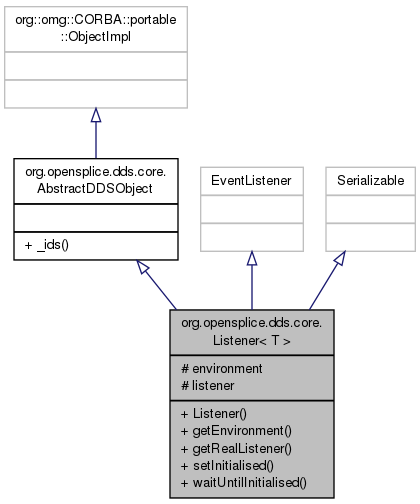 org::omg::CORBA::portable
::ObjectImpl
org.opensplice.dds.core.
AbstractDDSObject
+ _ids()
EventListener
Serializable
org.opensplice.dds.core.
Listener< T >
# environment
# listener
+ Listener()
+ getEnvironment()
+ getRealListener()
+ setInitialised()
+ waitUntilInitialised()